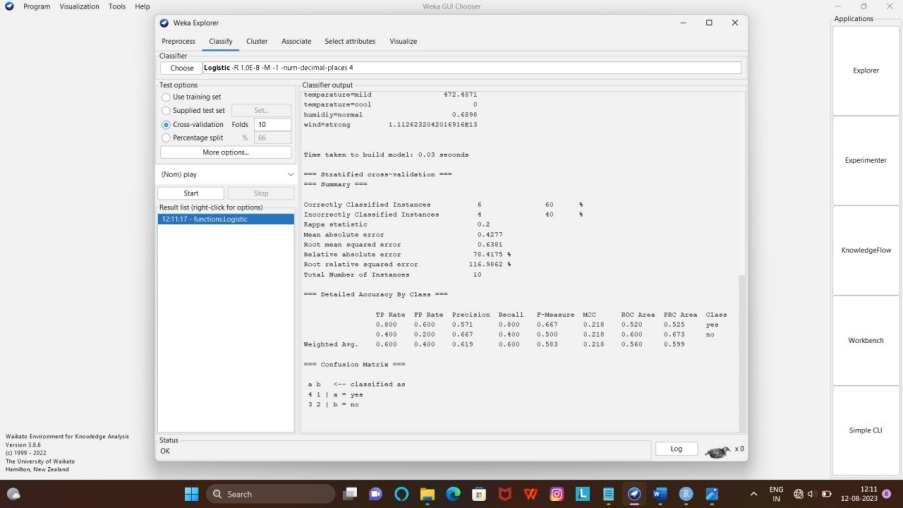 Program Visualization Tools Help
Weka GUI Chooser
Applications
Weka Explorer
Preprocess Classify Cluster Associate Select attributes Visualize
Classifier
Choose Logistic -R 1.0E-8 -M -1 -num-decimal-places 4
Test options
Use training set
Supplied test set Set...
Cross-validation Folds 10
Percentage split % 66
More options...
(Nom) play
Start Stop
Result list (right-click for options)
12:11:17 - functions.Logistic
Classifier output
temparature=mild 472.4871
temparature=cool 0
humidiy=normal 0.6898
wind=strong 1.1126232042016916E13
Time taken to build model: 0.03 seconds
=== Stratified cross-validation ===
=== Summary ===
Correctly Classified Instances 6 60 %
Incorrectly Classified Instances 4 40 %
Kappa statistic 0.2
Mean absolute error 0.4277
Root mean squared error 0.6381
Relative absolute error 78.4175 %
Root relative squared error 116.9862 %
Total Number of Instances 10
=== Detailed Accuracy By Class ===
TP Rate FP Rate Precision Recall F-Measure MCC ROC Area PRC Area Class
0.800 0.600 0.571 0.800 0.667 0.218 0.520 0.525 yes
0.400 0.200 0.667 0.400 0.500 0.218 0.600 0.673 no
Weighted Avg. 0.600 0.400 0.619 0.600 0.583 0.218 0.560 0.599
=== Confusion Matrix ===
a b <-- classified as
4 1 | a = yes
3 2 | b = no
Status
OK
Log
x 0
Explorer
Experimenter
KnowledgeFlow
Workbench
Simple CLI
Waikato Environment for Knowledge Analysis
Version 3.8.6
(c) 1999 - 2022
The University of Waikato
Hamilton, New Zealand
Search
ENG
IN
12:11
12-08-2023